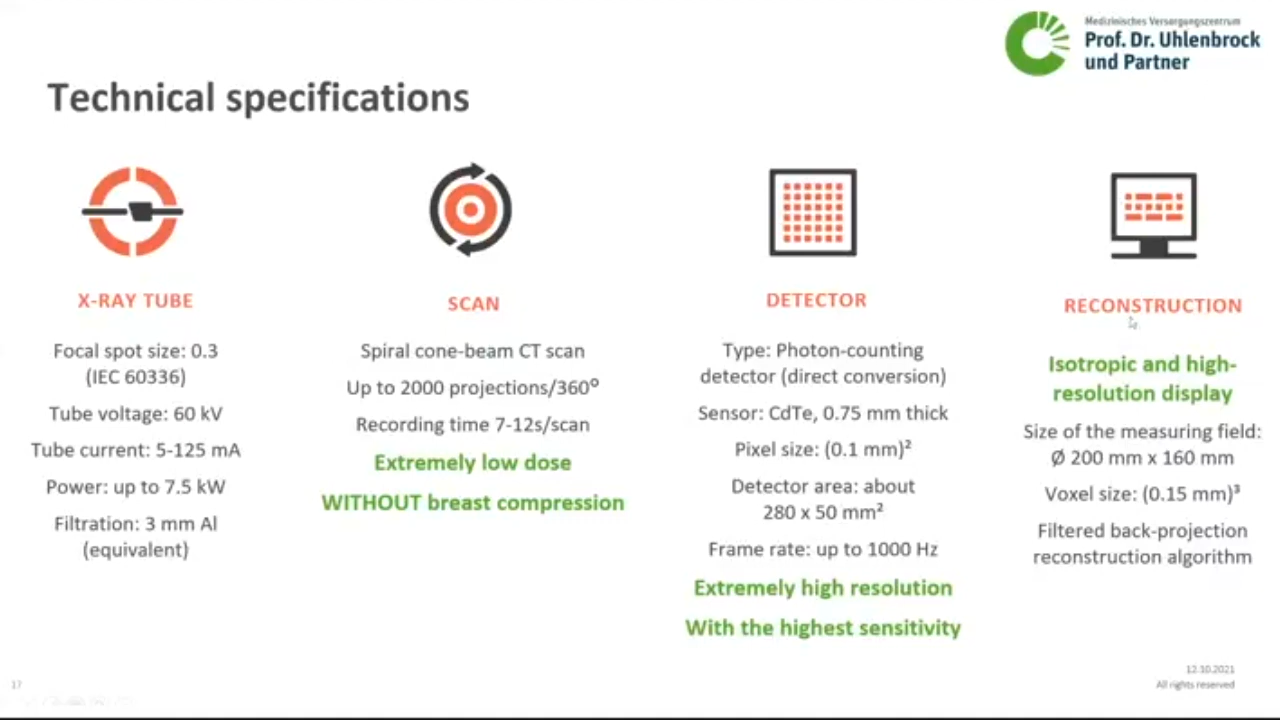 Medizinisches Versorgungszentrum
Prof. Dr. Uhlenbrock
und Partner
Technical specifications
X-RAY TUBE
Focal spot size: 0.3
(IEC 60336)
Tube voltage: 60 kV
Tube current: 5-125 mA
Power: up to 7.5 kW
Filtration: 3 mm Al
(equivalent)
SCAN
Spiral cone-beam CT scan
Up to 2000 projections/360º
Recording time 7-12s/scan
Extremely low dose
WITHOUT breast compression
DETECTOR
Type: Photon-counting
detector (direct conversion)
Sensor: CdTe, 0.75 mm thick
Pixel size: (0.1 mm)²
Detector area: about
280 x 50 mm²
Frame rate: up to 1000 Hz
Extremely high resolution
With the highest sensitivity
RECONSTRUCTION
Isotropic and high-
resolution display
Size of the measuring field:
Ø 200 mm x 160 mm
Voxel size: (0.15 mm)³
Filtered back-projection
reconstruction algorithm
12.10.2021
All rights reserved
17